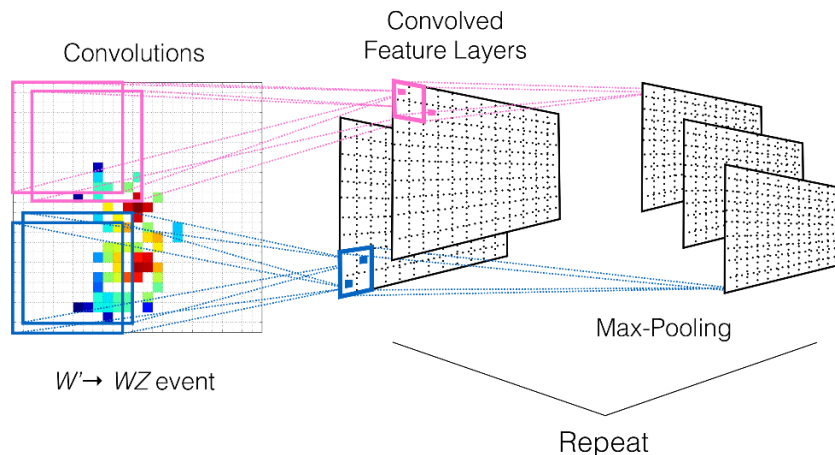 Convolutions
Convolved
Feature Layers
Max-Pooling
W'→ WZ event
Repeat